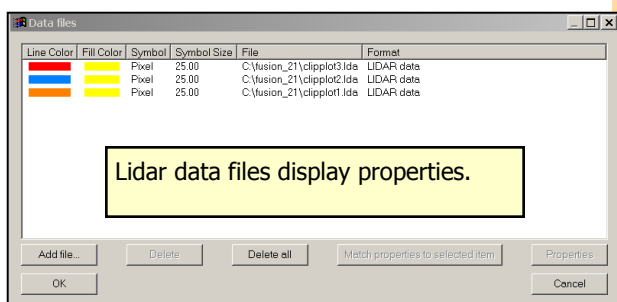 Data files
Line Color Fill Color Symbol Symbol Size File Format
Pixel 25.00 C:\fusion_21\clipplot3.lda LIDAR data
Pixel 25.00 C:\fusion_21\clipplot2.lda LIDAR data
Pixel 25.00 C:\fusion_21\clipplot1.lda LIDAR data
Lidar data files display properties.
Add file... Delete Delete all Match properties to selected item Properties
OK Cancel